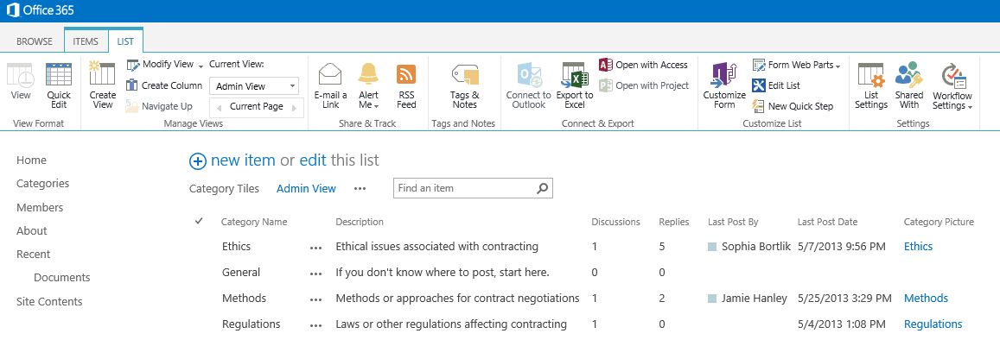 Office 365
BROWSE ITEMS LIST
View
Quick Edit
View Format
Create View
Modify View
Create Column
Navigate Up
Current View:
Admin View
Current Page
Manage Views
E-mail a Link
Alert Me
RSS Feed
Share & Track
Tags & Notes
Tags and Notes
Connect to Outlook
Export to Excel
Open with Access
Open with Project
Connect & Export
Customize Form
Form Web Parts
Edit List
New Quick Step
Customize List
List Settings
Shared With
Workflow Settings
Settings
Home
Categories
Members
About
Recent
Documents
Site Contents
new item or edit this list
Category Tiles Admin View ••• Find an item
Category Name Description Discussions Replies Last Post By Last Post Date Category Picture
Ethics ••• Ethical issues associated with contracting 1 5 Sophia Bortlik 5/7/2013 9:56 PM Ethics
General ••• If you don't know where to post, start here. 0 0
Methods ••• Methods or approaches for contract negotiations 1 2 Jamie Hanley 5/25/2013 3:29 PM Methods
Regulations ••• Laws or other regulations affecting contracting 1 0 5/4/2013 1:08 PM Regulations